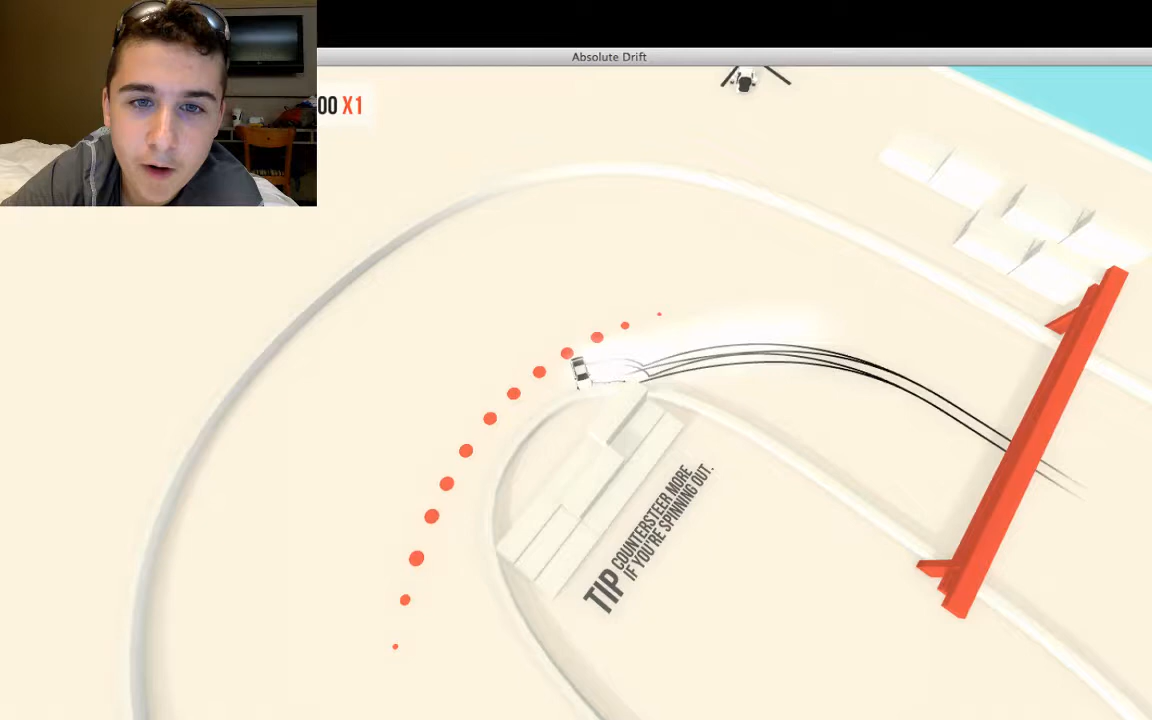 Absolute Drift
00 X1
TIP COUNTERSTEER MORE
IF YOU'RE SPINNING OUT.